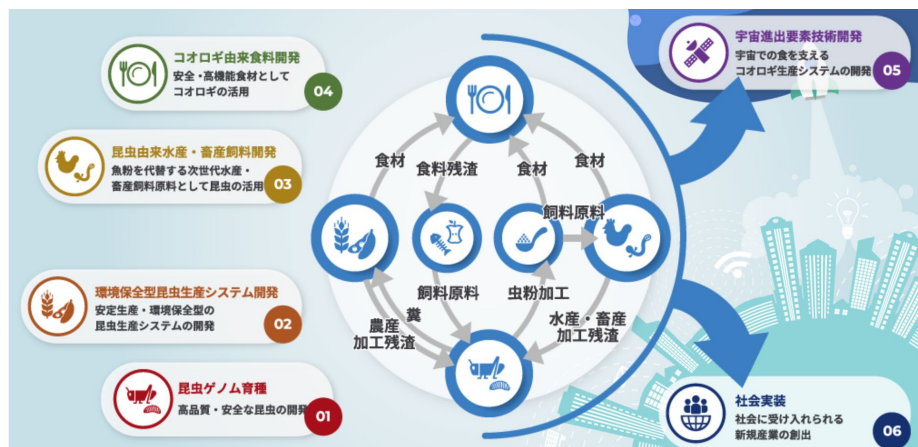 コオロギ由来食料開発
安全・高機能食材として
コオロギの活用
04
昆虫由来水産・畜産飼料開発
魚粉を代替する次世代水産・
畜産飼料原料として昆虫の活用
03
環境保全型昆虫生産システム開発
安定生産・環境保全型の
昆虫生産システムの開発
02
昆虫ゲノム育種
高品質・安全な昆虫の開発
01
食材
食料残渣
食材
食材
飼料原料
飼料原料
虫粉加工
糞
農産
加工残渣
水産・畜産
加工残渣
宇宙進出要素技術開発
宇宙での食を支える
コオロギ生産システムの開発
05
社会実装
社会に受け入れられる
新規産業の創出
06